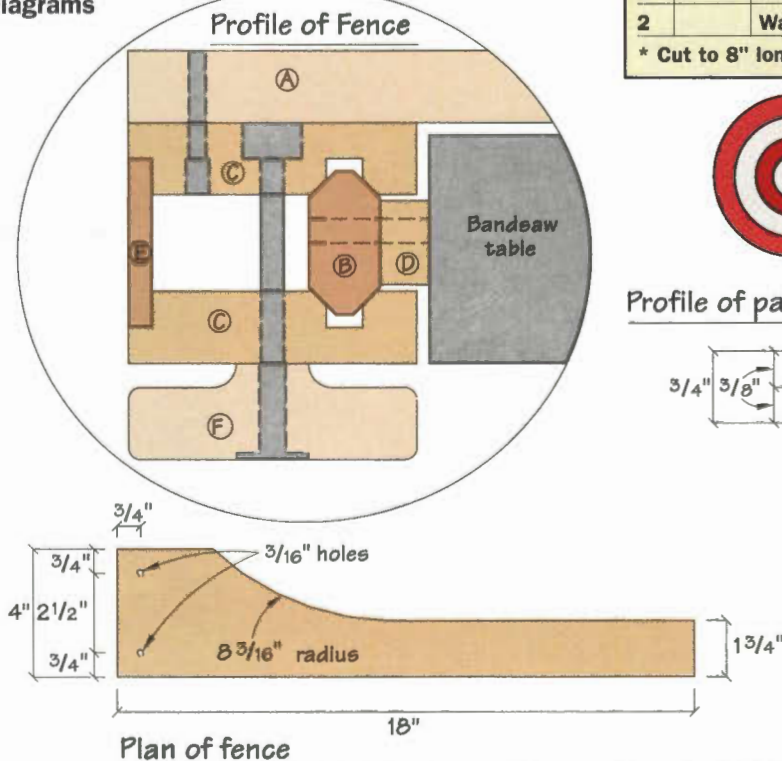 iagrams
Profile of Fence
A
C
E
B
D
Bandsaw
table
C
F
2 Wa
* Cut to 8" lon
Profile of pa
3/4" 3/8"
3/4"
3/4"
3/16" holes
4" 2 1/2"
8 3/16" radius
3/4"
1 3/4"
18"
Plan of fence